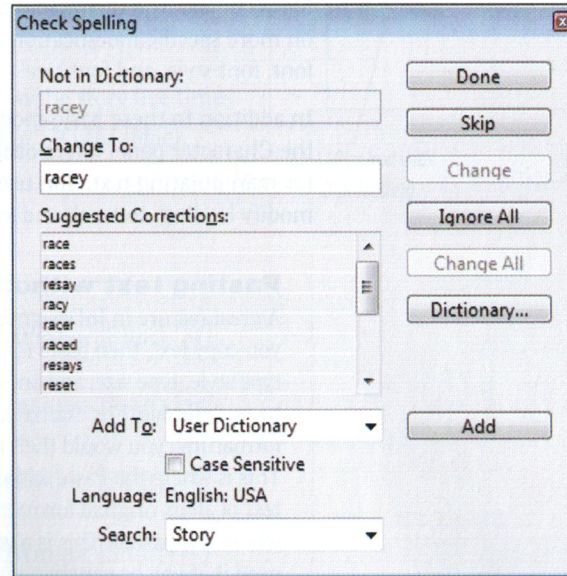 Check Spelling
Not in Dictionary:
racey
Change To:
racey
Suggested Corrections:
race
races
resay
racy
racer
raced
resays
reset
Add To: User Dictionary
Case Sensitive
Language: English: USA
Search: Story
Done
Skip
Change
Ignore All
Change All
Dictionary...
Add